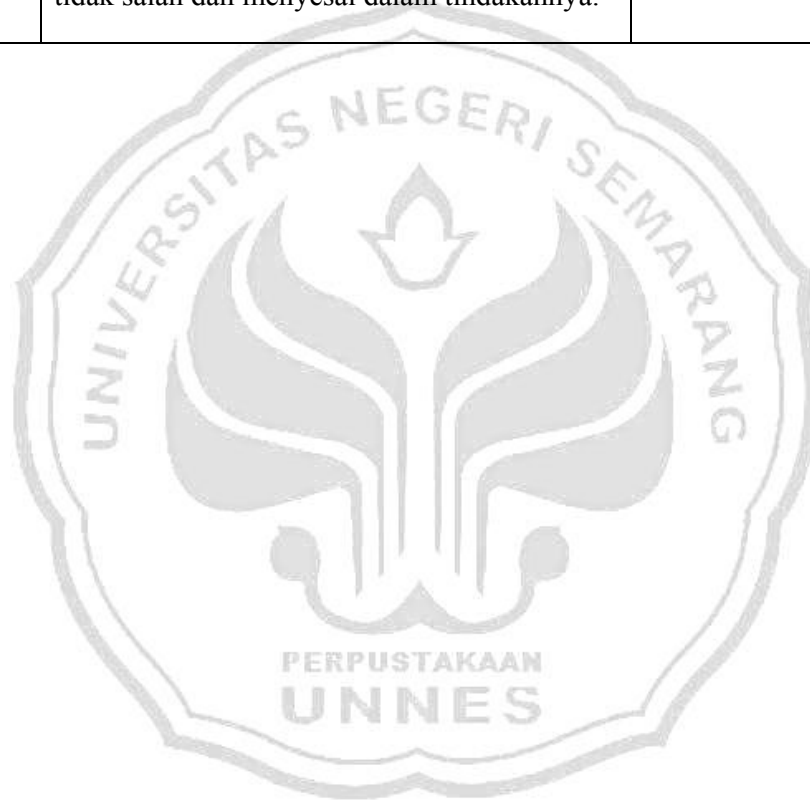 tidak salah dan menyesal dalam tindakannya.
UNIVERSITAS NEGERI SEMARANG
PERPUSTAKAAN
UNNES